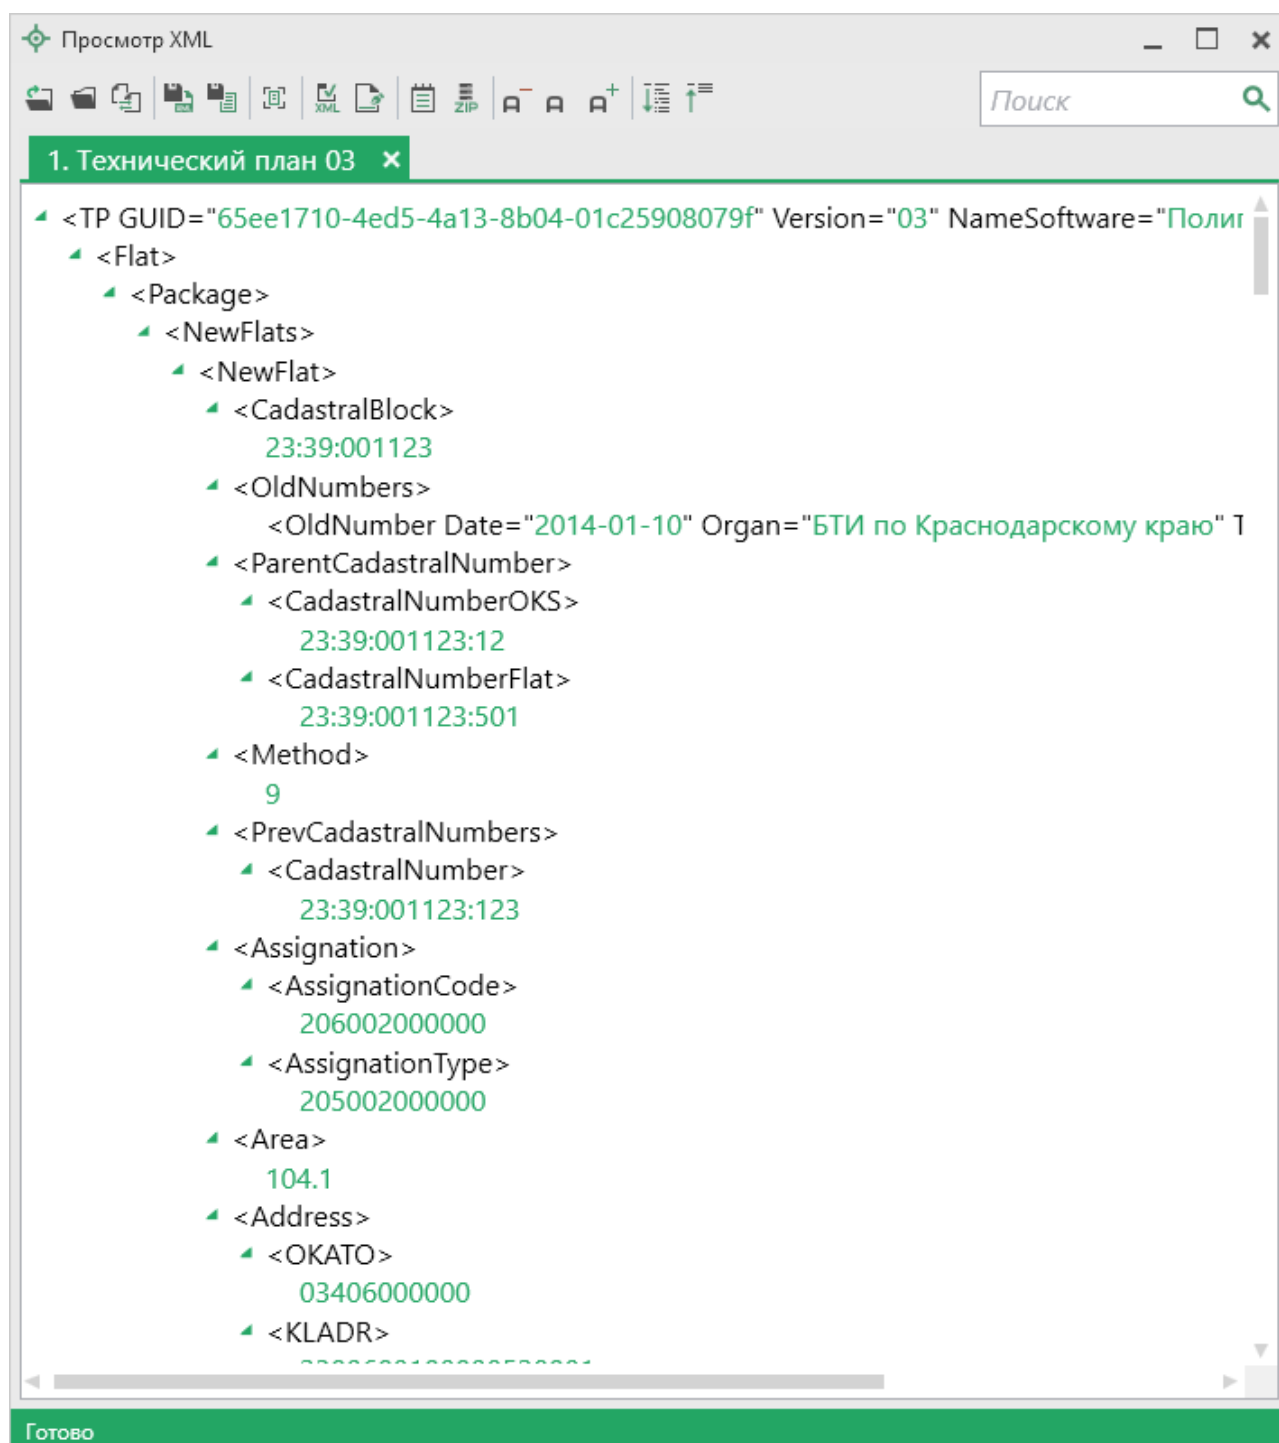 Просмотр XML
XML ZIP
Поиск
1. Технический план 03
<TP GUID="65ee1710-4ed5-4a13-8b04-01c25908079f" Version="03" NameSoftware="
<Flat>
<Package>
<NewFlats>
<NewFlat>
<CadastralBlock>
23:39:001123
<OldNumbers>
<OldNumber Date="2014-01-10" Organ="БТИ по Краснодарскому краю"
<ParentCadastralNumber>
<CadastralNumberOKS>
23:39:001123:12
<CadastralNumberFlat>
23:39:001123:501
<Method>
9
<PrevCadastralNumbers>
<CadastralNumber>
23:39:001123:123
<Assignation>
<AssignationCode>
206002000000
<AssignationType>
205002000000
<Area>
104.1
<Address>
<OKATO>
03406000000
<KLADR>
Готово